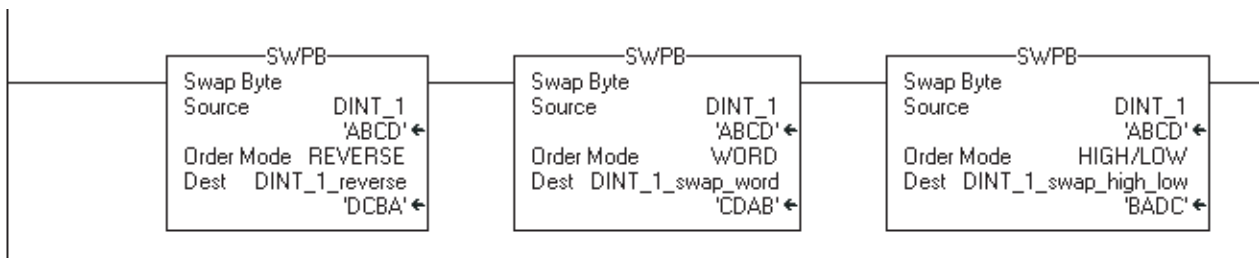 SWPB
Swap Byte
Source DINT_1
'ABCD'
Order Mode REVERSE
Dest DINT_1_reverse
'DCBA'
SWPB
Swap Byte
Source DINT_1
'ABCD'
Order Mode WORD
Dest DINT_1_swap_word
'CDAB'
SWPB
Swap Byte
Source DINT_1
'ABCD'
Order Mode HIGH/LOW
Dest DINT_1_swap_high_low
'BADC'